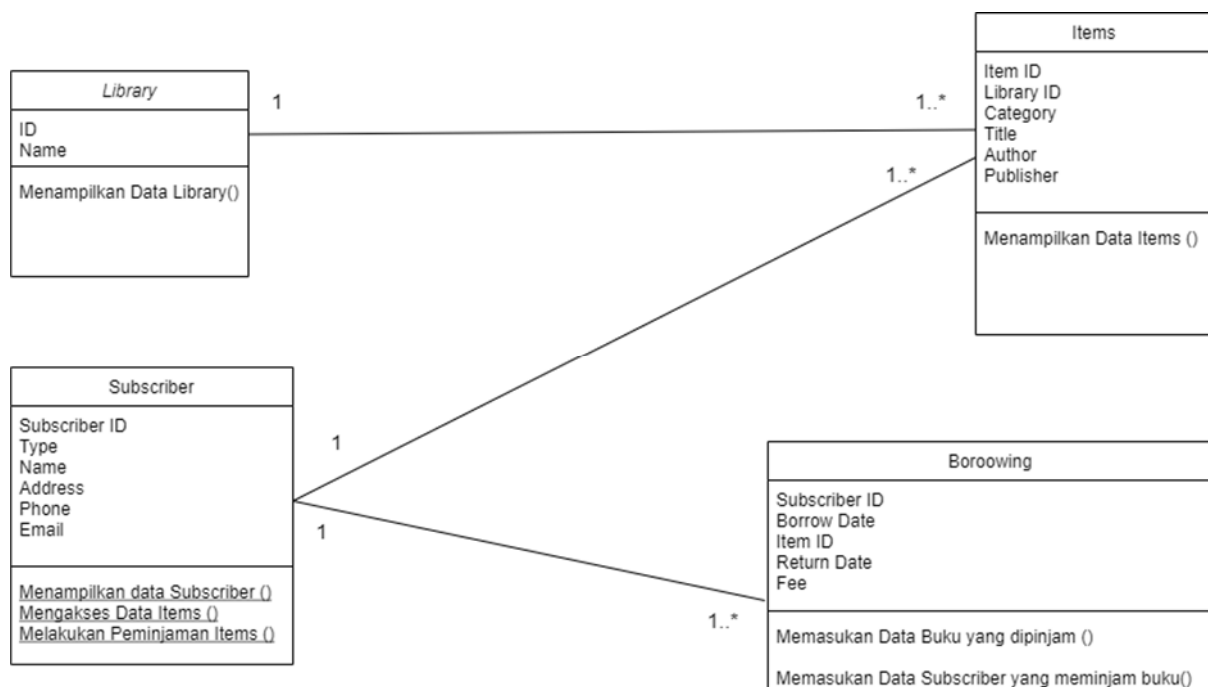 Library
ID
Name
Menampilkan Data Library()
1
1..*
Items
Item ID
Library ID
Category
Title
Author
Publisher
Menampilkan Data Items ()
1..*
Subscriber
Subscriber ID
Type
Name
Address
Phone
Email
Menampilkan data Subscriber ()
Mengakses Data Items ()
Melakukan Peminjaman Items ()
1
1
1..*
Boroowing
Subscriber ID
Borrow Date
Item ID
Return Date
Fee
Memasukan Data Buku yang dipinjam ()
Memasukan Data Subscriber yang meminjam buku()